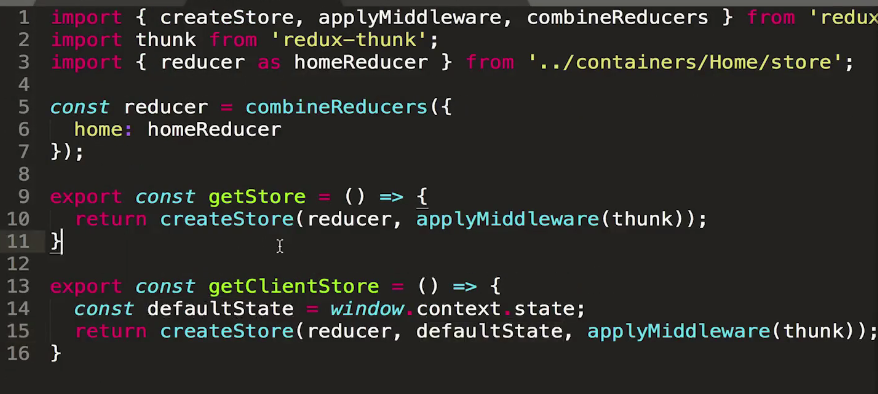 1 import { createStore, applyMiddleware, combineReducers } from 'redux
2 import thunk from 'redux-thunk';
3 import { reducer as homeReducer } from '../containers/Home/store';
4
5 const reducer = combineReducers({
6   home: homeReducer
7 });
8
9 export const getStore = () => {
10   return createStore(reducer, applyMiddleware(thunk));
11 }
12
13 export const getClientStore = () => {
14   const defaultState = window.context.state;
15   return createStore(reducer, defaultState, applyMiddleware(thunk));
16 }